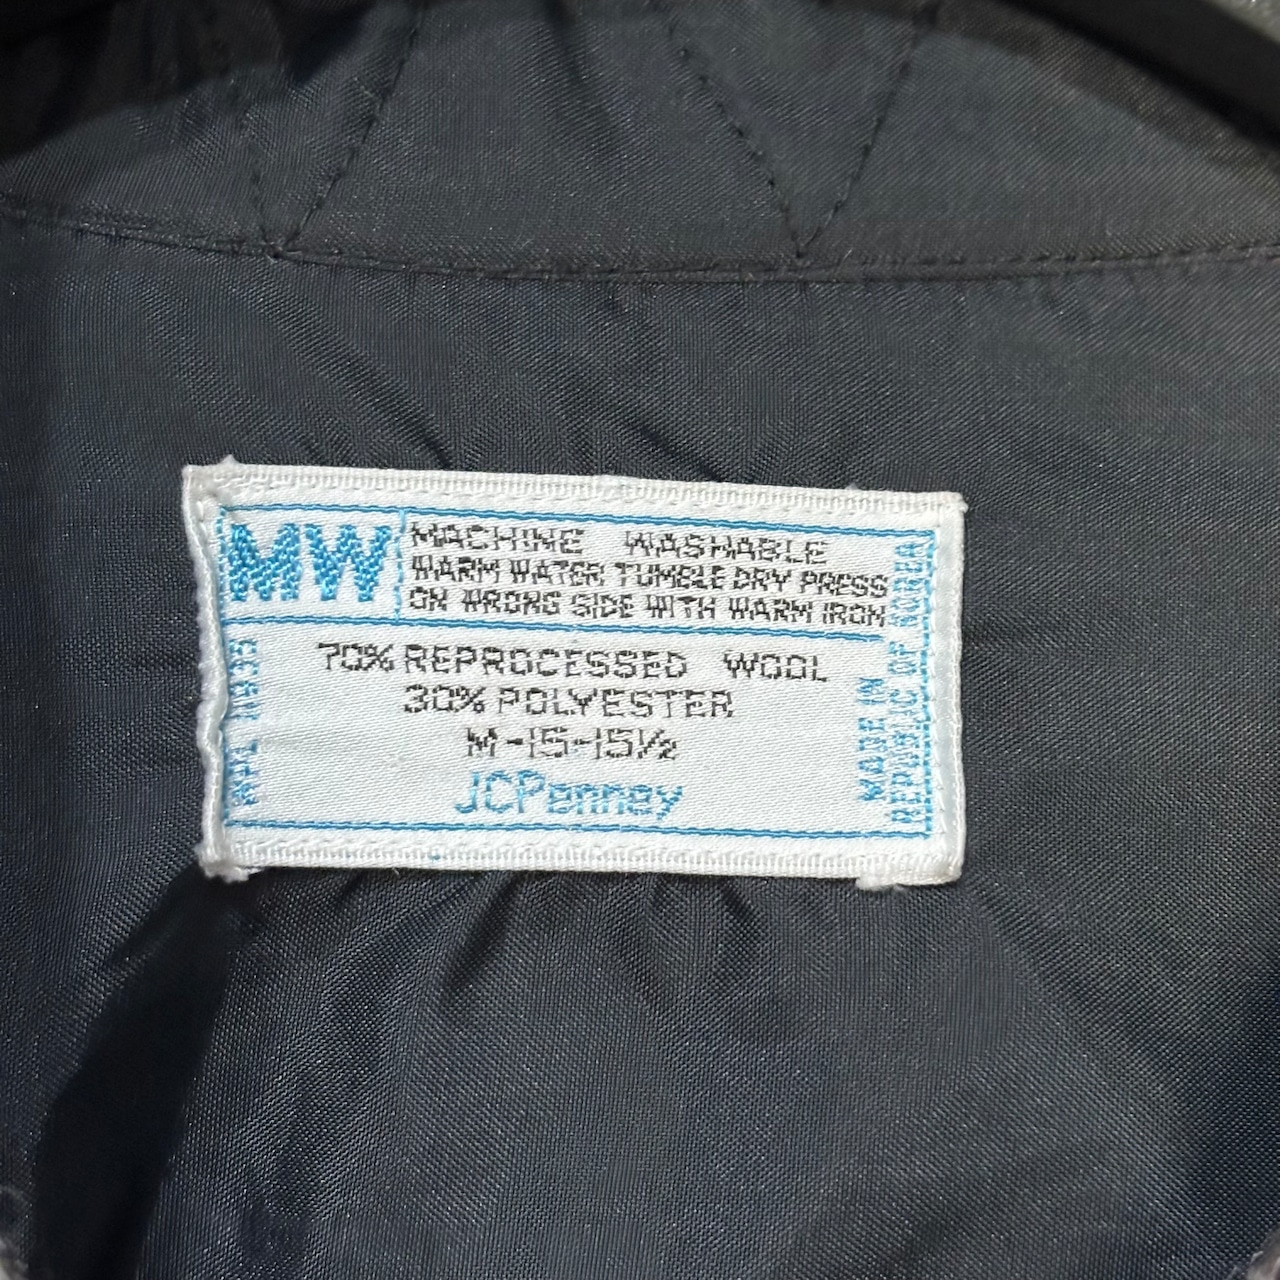 MW
MACHINE WASHABLE
WARM WATER TUMBLE DRY PRESS
ON WRONG SIDE WITH WARM IRON
70% REPROCESSED WOOL
30% POLYESTER
M-15-15½
JCPenney
MADE IN
REPUBLIC OF KOREA